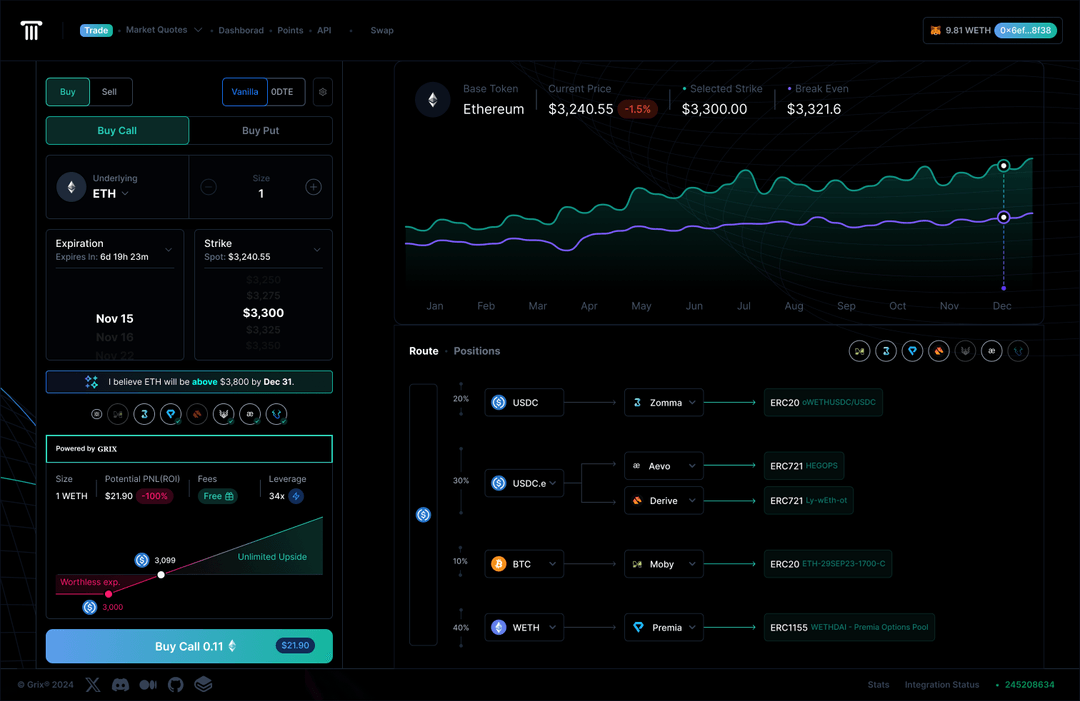 Trade
Market Quotes
Dashborad
Points
API
Swap
9.81 WETH
0x6ef...8f38
Buy
Sell
Vanilla
0DTE
Buy Call
Buy Put
Underlying
ETH
Size
1
Expiration
Expires In: 6d 19h 23m
Nov 15
Nov 16
Nov 22
Strike
Spot: $3,240.55
$3,250
$3,275
$3,300
$3,325
$3,350
I believe ETH will be above $3,800 by Dec 31.
Powered by GRIX
Size
1 WETH
Potential PNL(ROI)
$21.90 -100%
Fees
Free
Leverage
34x
3,099
Unlimited Upside
Worthless exp.
3,000
Buy Call 0.11
$21.90
Base Token
Ethereum
Current Price
$3,240.55 -1.5%
Selected Strike
$3,300.00
Break Even
$3,321.6
Jan Feb Mar Apr May Jun Jul Aug Sep Oct Nov Dec
Route
Positions
20%
USDC
Zomma
ERC20 oWETHUSDC/USDC
30%
USDC.e
Aevo
ERC721 HEGOPS
Derive
ERC721 Ly-wEth-ot
10%
BTC
Moby
ERC20 ETH-29SEP23-1700-C
40%
WETH
Premia
ERC1155 WETHDAI - Premia Options Pool
© Grix® 2024
Stats
Integration Status
245208634